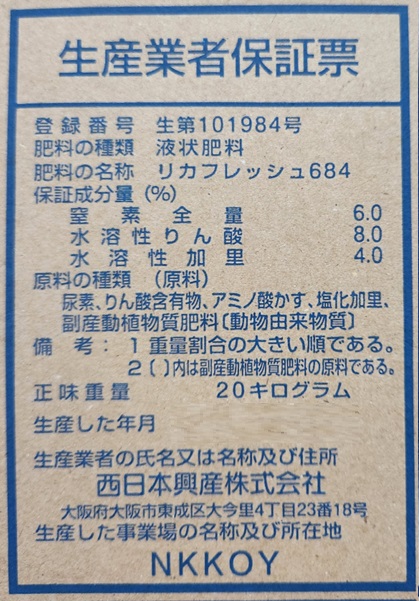 生産業者保証票
登録番号 生第101984号
肥料の種類 液状肥料
肥料の名称 リカフレッシュ684
保証成分量(%)
窒素全量 6.0
水溶性りん酸 8.0
水溶性加里 4.0
原料の種類 (原料)
尿素、りん酸含有物、アミノ酸かす、塩化加里、
副産動植物質肥料〔動物由来物質〕
備考:1重量割合の大きい順である。
2〔 〕内は副産動植物質肥料の原料である。
正味重量 20キログラム
生産した年月
生産業者の氏名又は名称及び住所
西日本興産株式会社
大阪府大阪市東成区大今里4丁目23番18号
生産した事業場の名称及び所在地
NKKOY